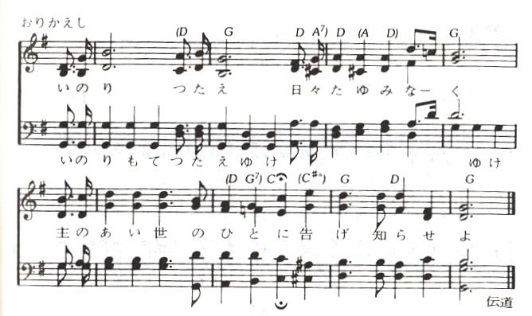 おりかえし
(D G D A⁷) D (A D) G
いのり つたえ 日々たゆみなーく
いのりもてつたえゆけ ゆけ
(D G⁷) C (C#°) G D G
主のあい世のひとに告げ知らせよ
伝道